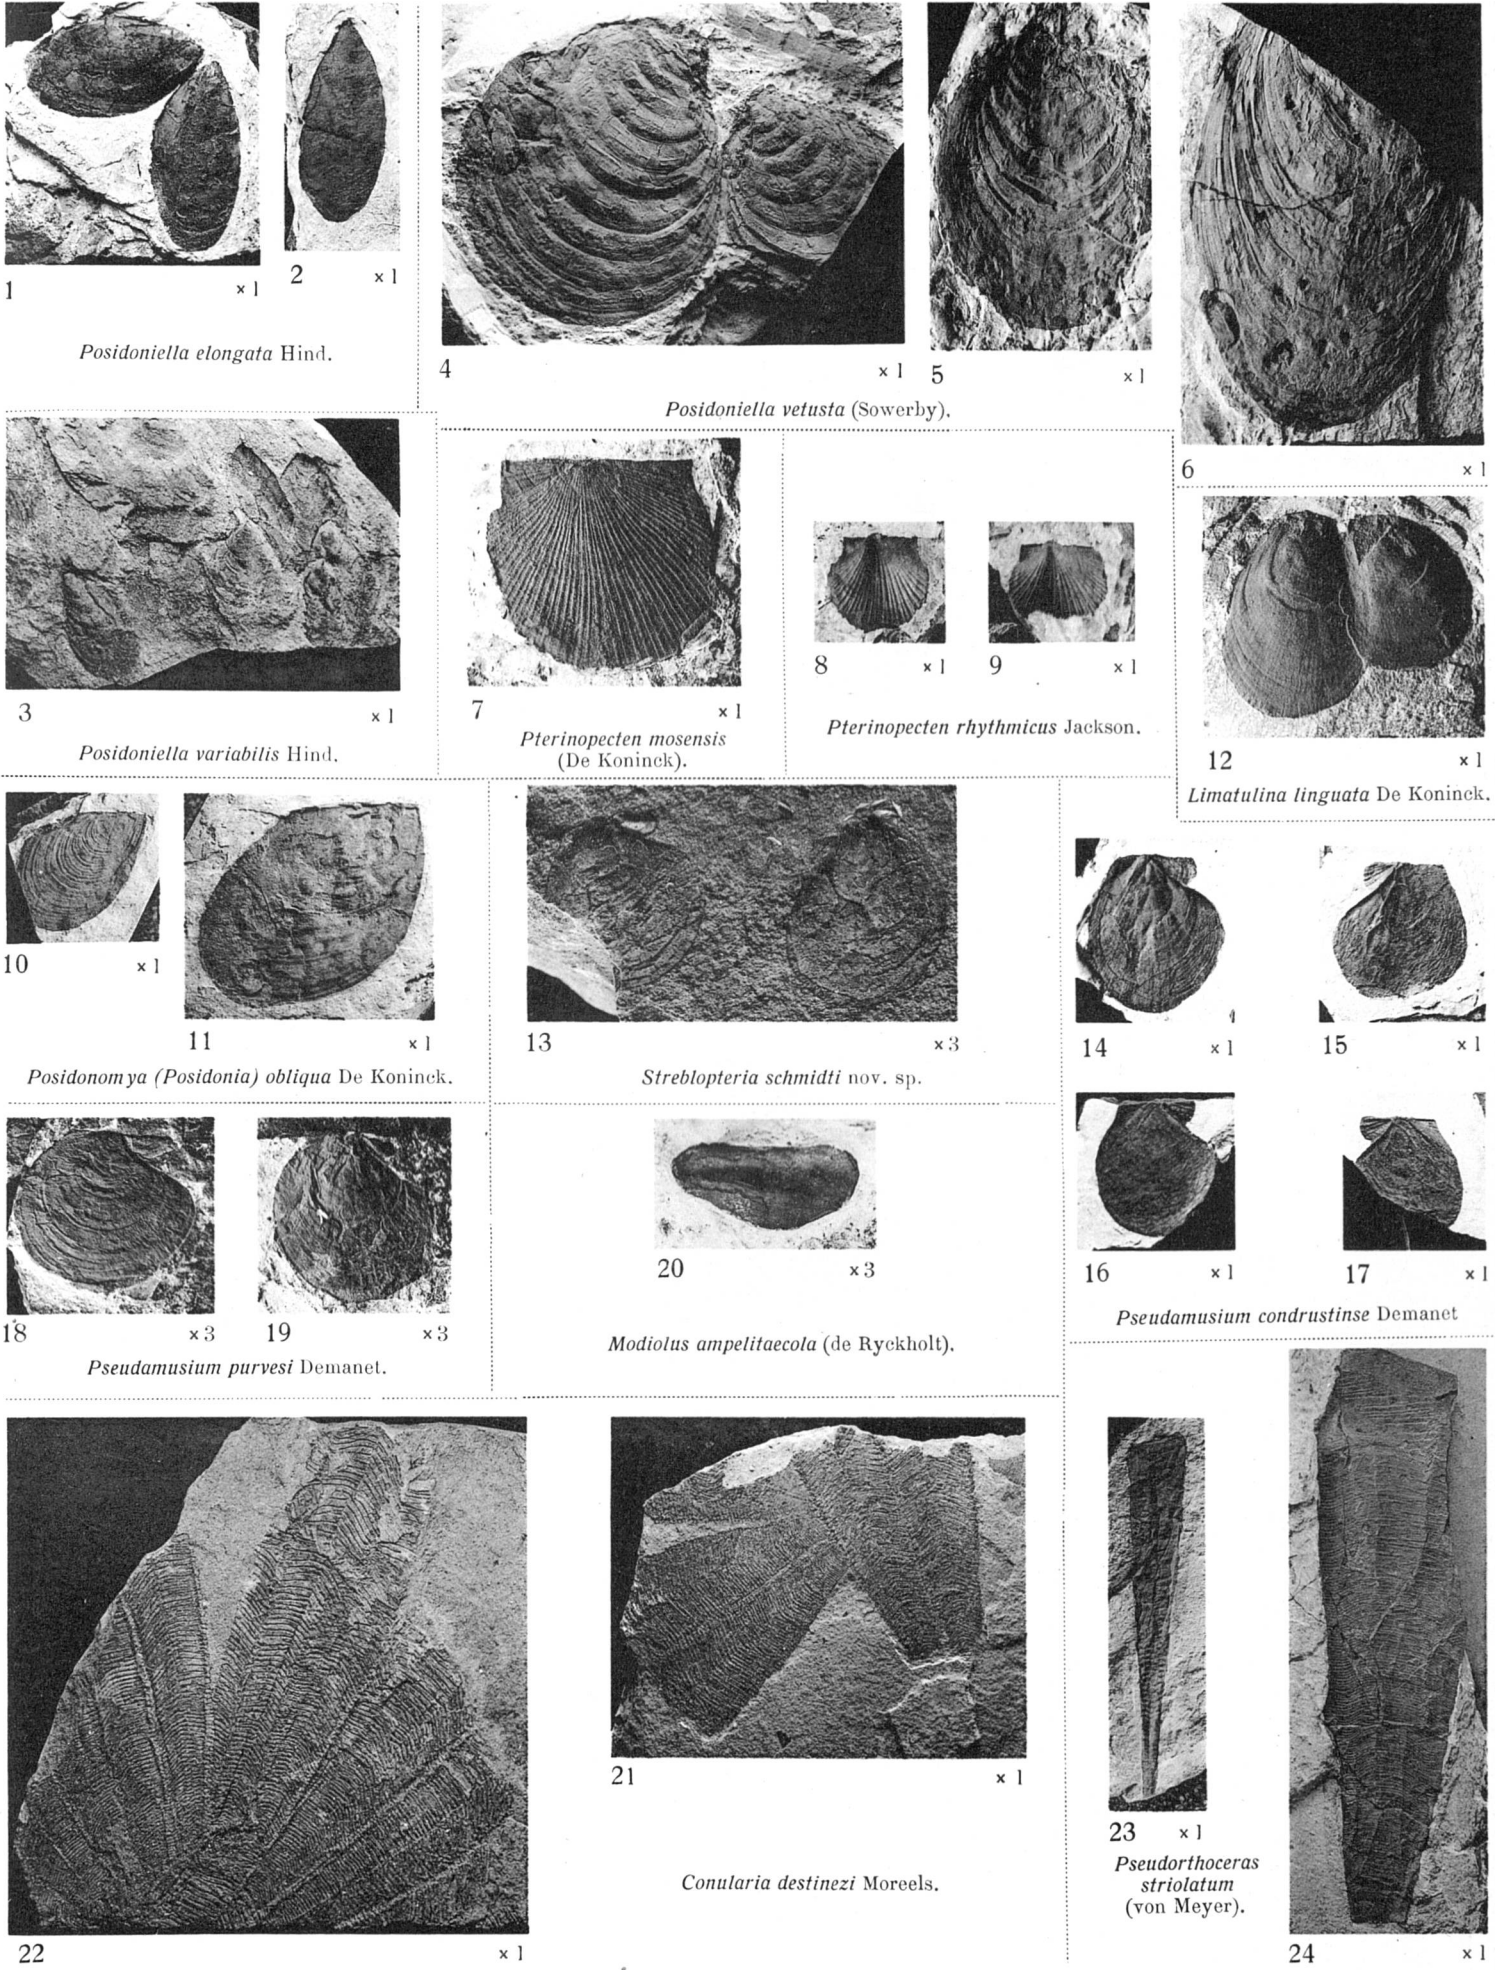 1 × 1
2 × 1
Posidoniella elongata Hind.
4 × 1
5 × 1
Posidoniella vetusta (Sowerby).
6 × 1
3 × 1
Posidoniella variabilis Hind.
7 × 1
Pterinopecten mosensis
(De Koninck).
8 × 1
9 × 1
Pterinopecten rhythmicus Jackson.
12 × 1
Limatulina linguata De Koninck.
10 × 1
11 × 1
Posidonomya (Posidonia) obliqua De Koninck.
13 × 3
Streblopteria schmidti nov. sp.
14 × 1
15 × 1
16 × 1
17 × 1
Pseudamusium condrustinse Demanet
18 × 3
19 × 3
Pseudamusium purvesi Demanet.
20 × 3
Modiolus ampelitaecola (de Ryckholt).
22 × 1
21 × 1
Conularia destinezi Moreels.
23 × 1
Pseudorthoceras
striolatum
(von Meyer).
24 × 1